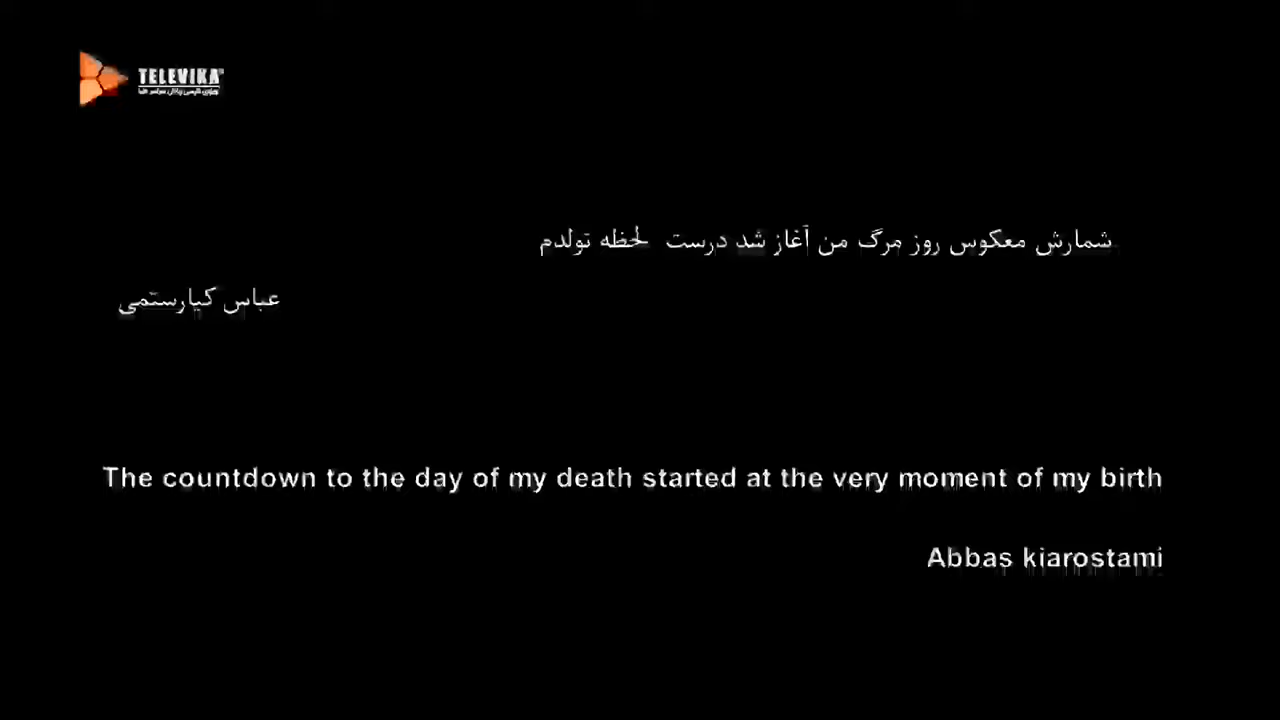 TELEVIKA
شمارش معکوس روز مرگ من آغاز شد درست لحظه تولدم
عباس کیارستمی
The countdown to the day of my death started at the very moment of my birth
Abbas kiarostami